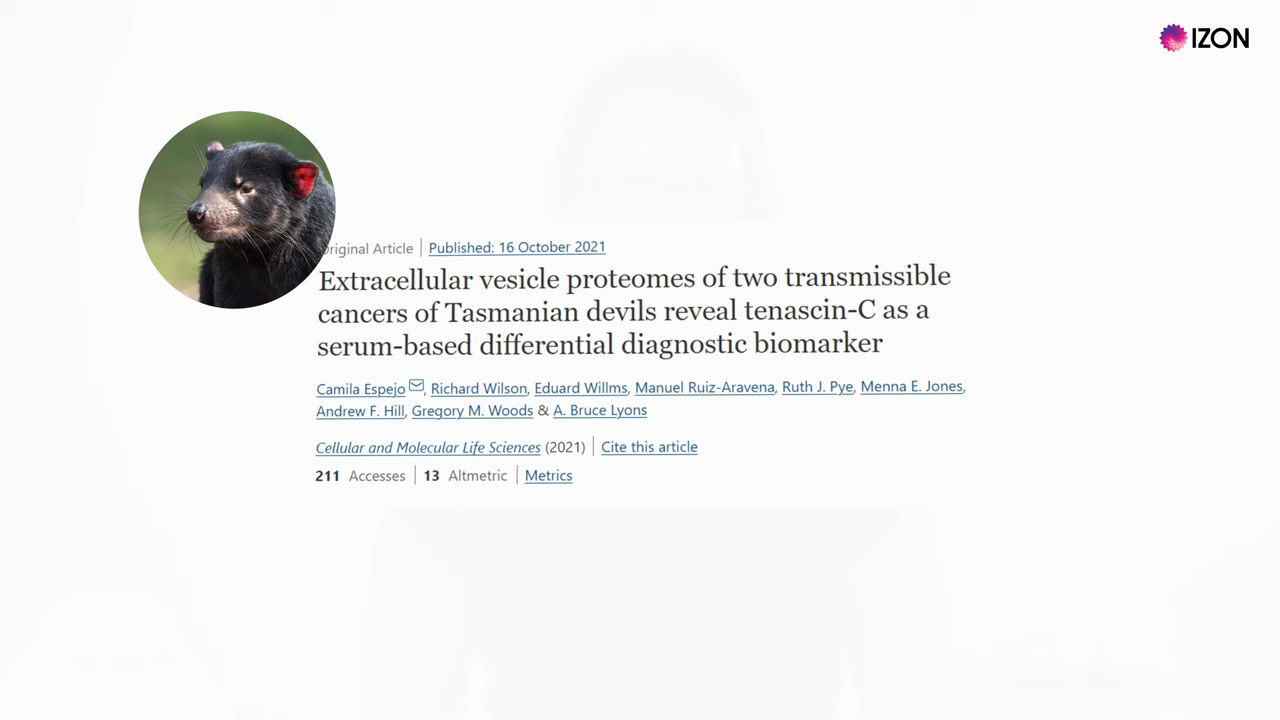 IZON
Original Article | Published: 16 October 2021
Extracellular vesicle proteomes of two transmissible
cancers of Tasmanian devils reveal tenascin-C as a
serum-based differential diagnostic biomarker
Camila Espejo, Richard Wilson, Eduard Willms, Manuel Ruiz-Aravena, Ruth J. Pye, Menna E. Jones,
Andrew F. Hill, Gregory M. Woods & A. Bruce Lyons
Cellular and Molecular Life Sciences (2021) | Cite this article
211 Accesses | 13 Altmetric | Metrics